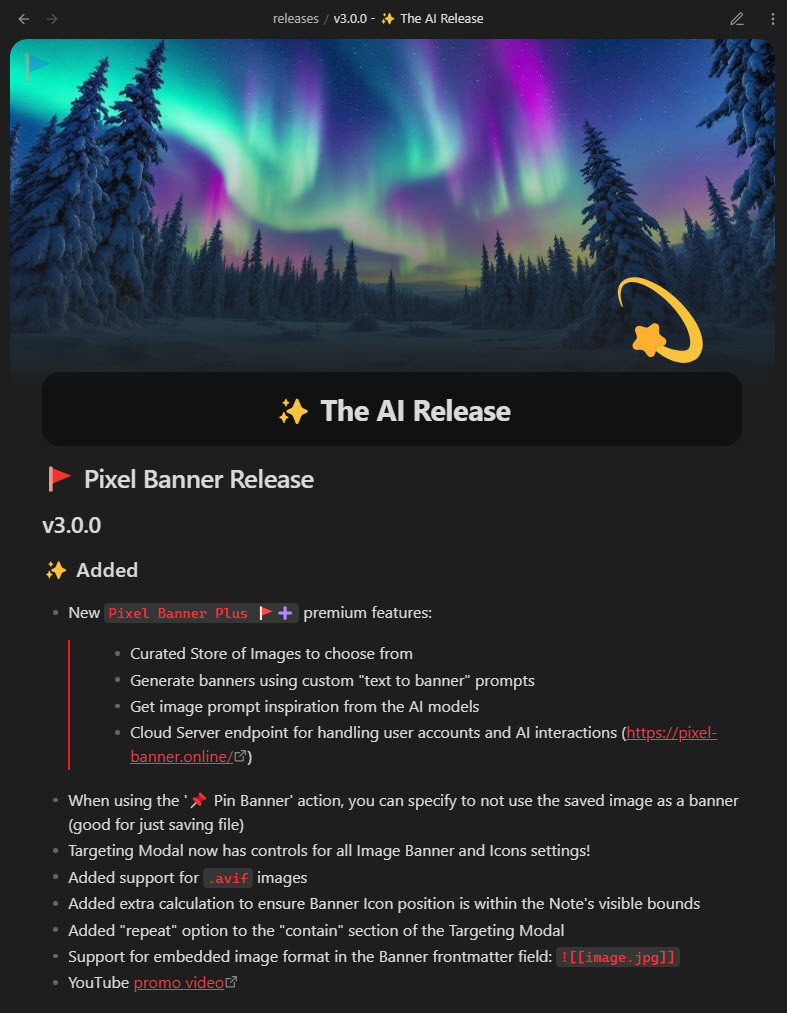 releases / v3.0.0 - ✨ The AI Release
✨ The AI Release
🚩 Pixel Banner Release
v3.0.0
✨ Added
New Pixel Banner Plus 🚩➕ premium features:
Curated Store of Images to choose from
Generate banners using custom "text to banner" prompts
Get image prompt inspiration from the AI models
Cloud Server endpoint for handling user accounts and AI interactions (https://pixel-
banner.online/)
When using the '📌 Pin Banner' action, you can specify to not use the saved image as a banner
(good for just saving file)
Targeting Modal now has controls for all Image Banner and Icons settings!
Added support for .avif images
Added extra calculation to ensure Banner Icon position is within the Note's visible bounds
Added "repeat" option to the "contain" section of the Targeting Modal
Support for embedded image format in the Banner frontmatter field: ![[image.jpg]]
YouTube promo video